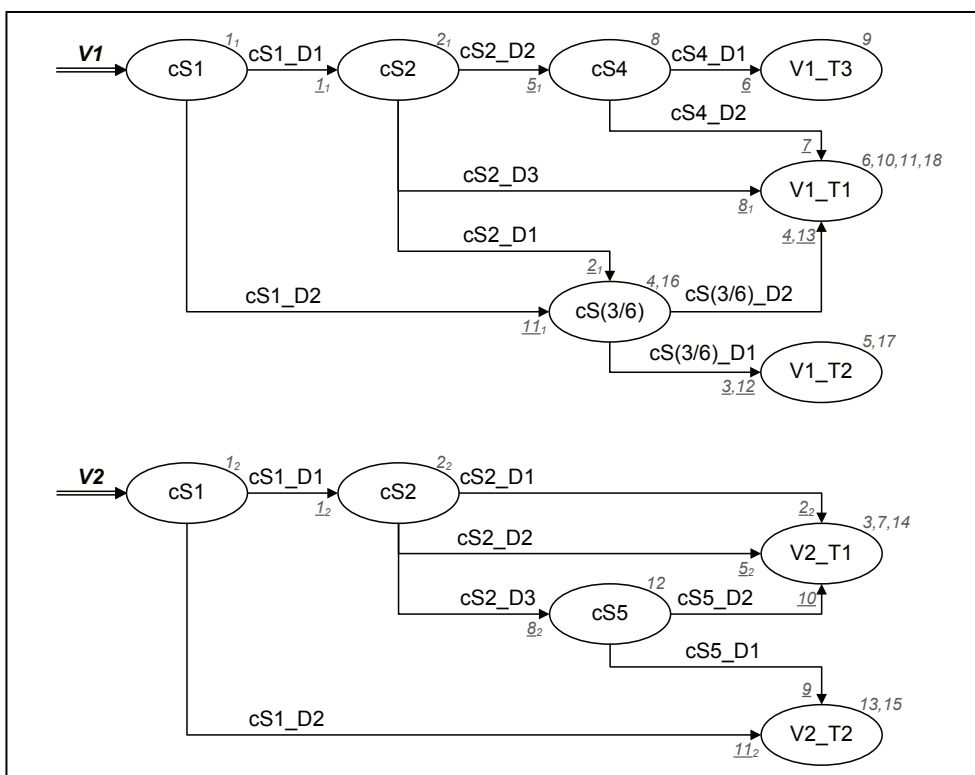 V1 cS1 1₁ cS1_D1 1₁ cS2 2₁ cS2_D2 5₁ cS4 8 cS4_D1 6 V1_T3 9
cS4_D2
7
cS2_D3 8₁ V1_T1 6,10,11,18
4,13
cS2_D1
2₁
cS1_D2 11₁ cS(3/6) 4,16 cS(3/6)_D2
cS(3/6)_D1 3,12 V1_T2 5,17
V2 cS1 1₂ cS1_D1 1₂ cS2 2₂ cS2_D1
2₂
cS2_D2 5₂ V2_T1 3,7,14
cS2_D3 8₂ cS5 12 cS5_D2 10
cS5_D1
9
cS1_D2 11₂ V2_T2 13,15